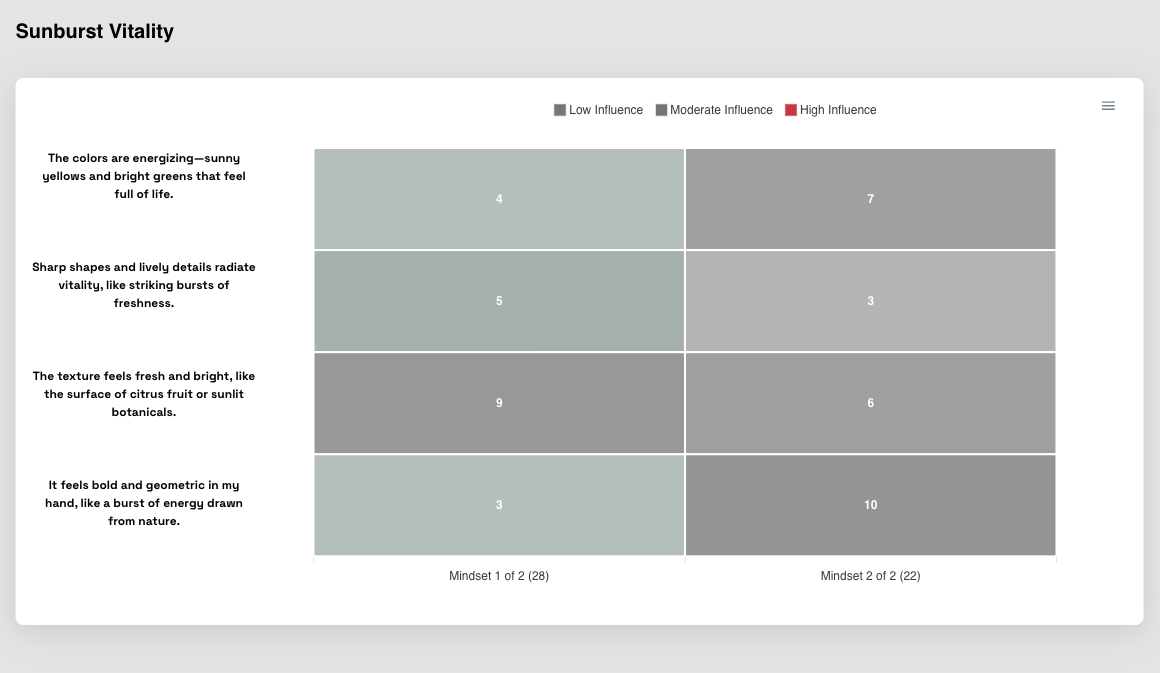 Sunburst Vitality
Low Influence
Moderate Influence
High Influence
The colors are energizing—sunny
yellows and bright greens that feel
full of life.
4
7
Sharp shapes and lively details radiate
vitality, like striking bursts of
freshness.
5
3
The texture feels fresh and bright, like
the surface of citrus fruit or sunlit
botanicals.
9
6
It feels bold and geometric in my
hand, like a burst of energy drawn
from nature.
3
10
Mindset 1 of 2 (28)
Mindset 2 of 2 (22)